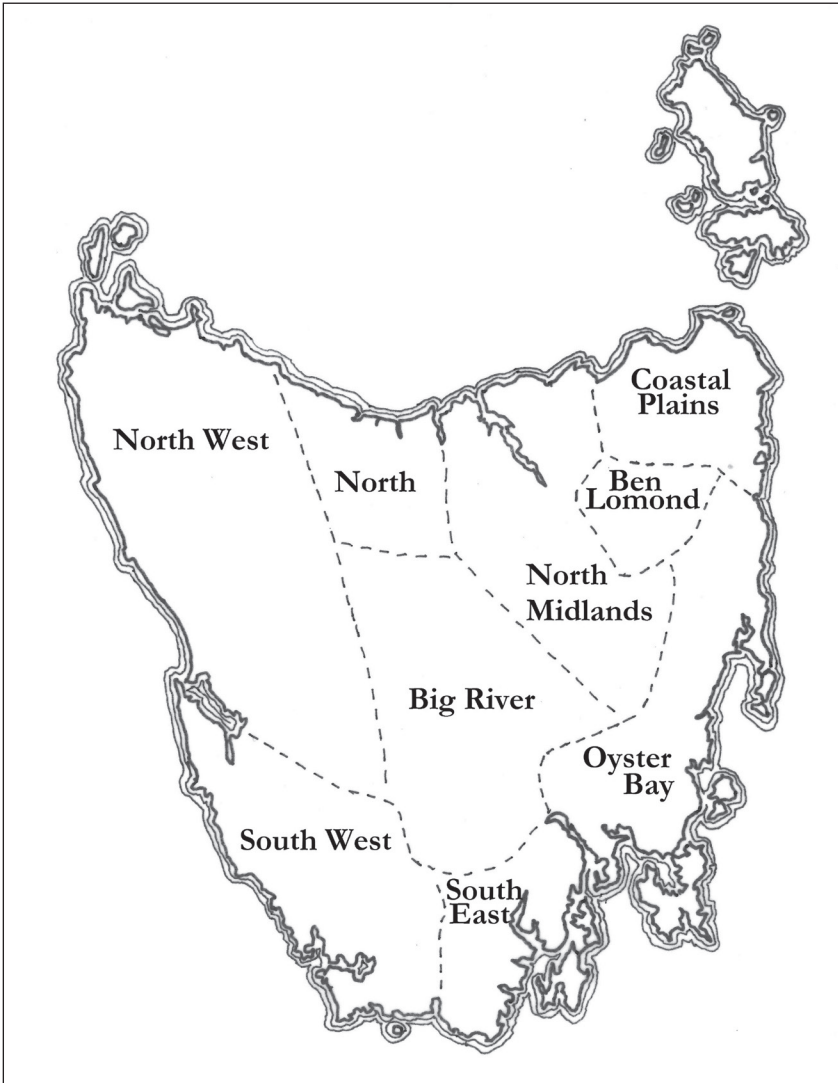 Coastal
Plains
North West
North
Ben
Lomond
North
Midlands
Big River
Oyster
Bay
South West
South
East